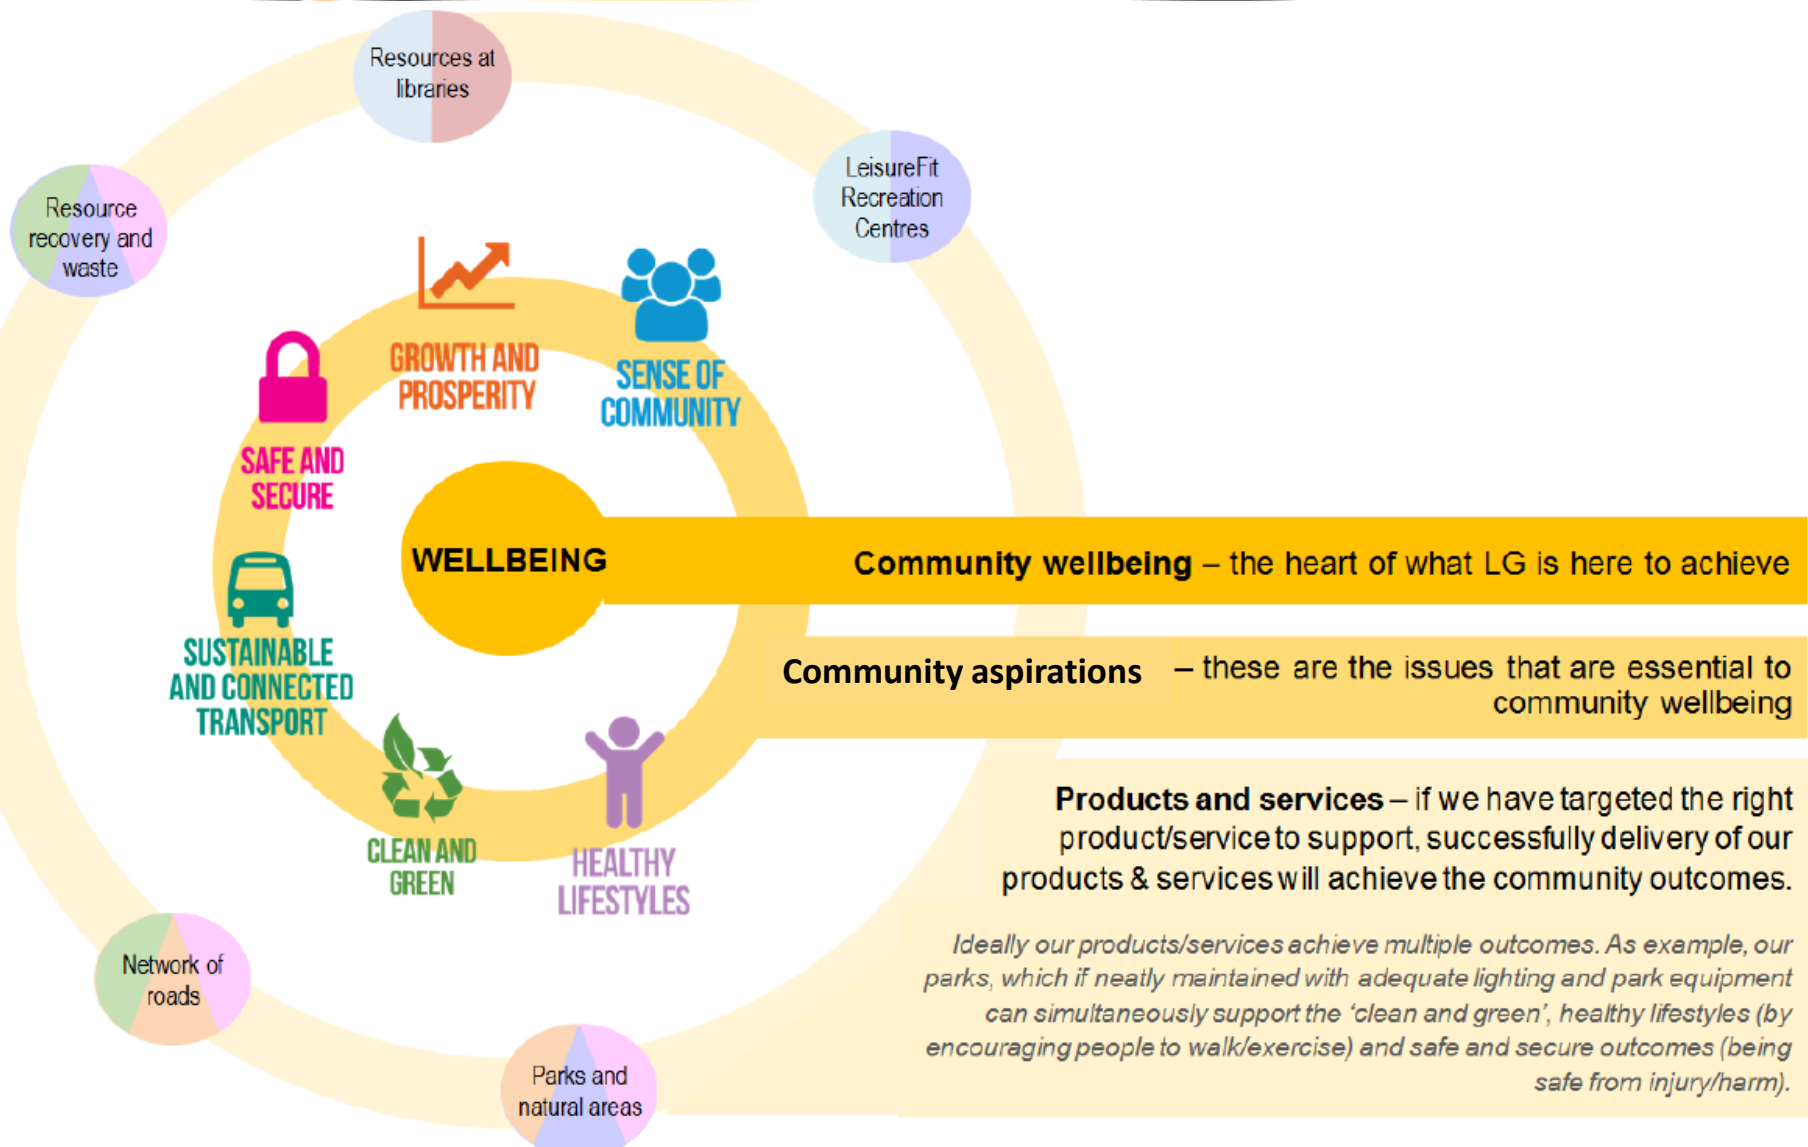 Resources at
libraries
LeisureFit
Recreation
Centres
Resource
recovery and
waste
GROWTH AND
PROSPERITY
SENSE OF
COMMUNITY
SAFE AND
SECURE
WELLBEING
Community wellbeing – the heart of what LG is here to achieve
SUSTAINABLE
AND CONNECTED
TRANSPORT
Community aspirations – these are the issues that are essential to
community wellbeing
CLEAN AND
GREEN
HEALTHY
LIFESTYLES
Products and services – if we have targeted the right
product/service to support, successfully delivery of our
products & services will achieve the community outcomes.
Ideally our products/services achieve multiple outcomes. As example, our
parks, which if neatly maintained with adequate lighting and park equipment
can simultaneously support the ‘clean and green’, healthy lifestyles (by
encouraging people to walk/exercise) and safe and secure outcomes (being
safe from injury/harm).
Network of
roads
Parks and
natural areas